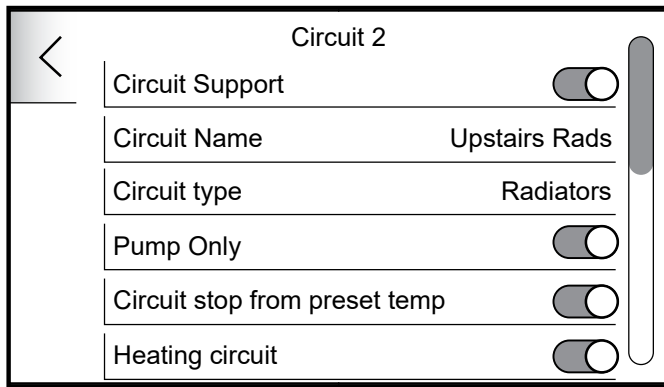 Circuit 2
Circuit Support
Circuit Name Upstairs Rads
Circuit type Radiators
Pump Only
Circuit stop from preset temp
Heating circuit